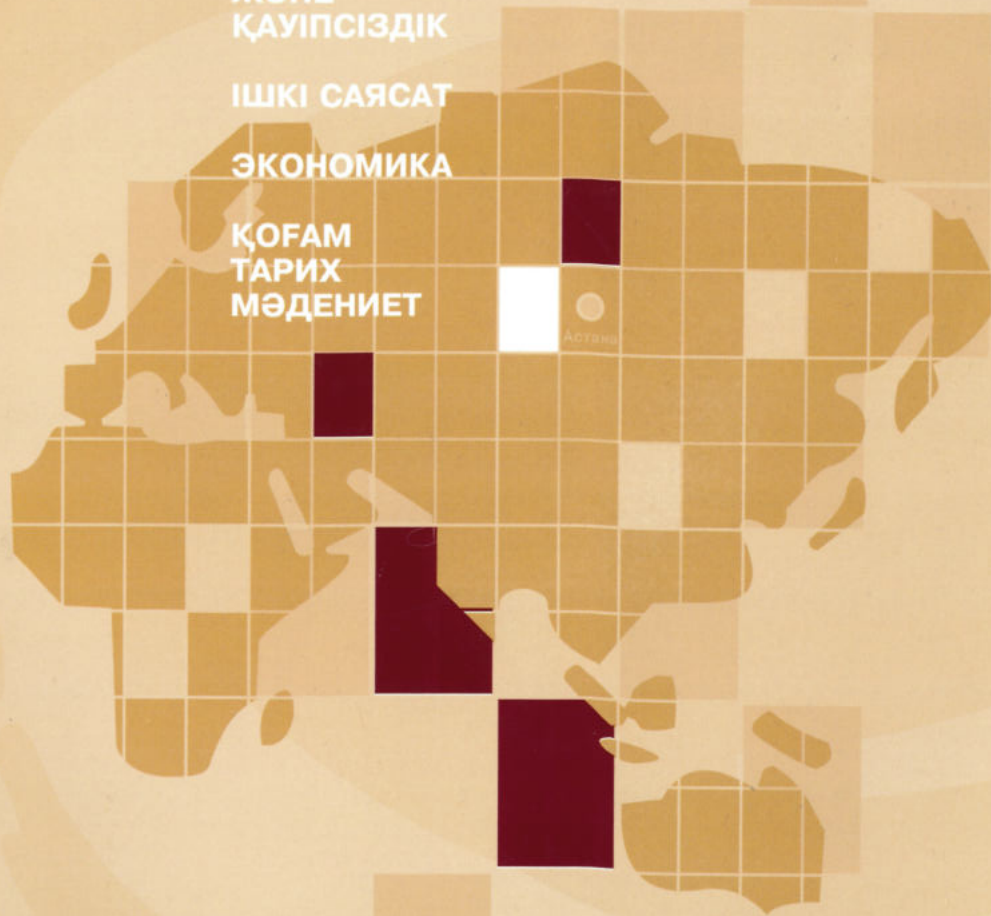 ҚАУІПСІЗДІК
ІШКІ САЯСАТ
ЭКОНОМИКА
ҚОҒАМ
ТАРИХ
МӘДЕНИЕТ
Астана